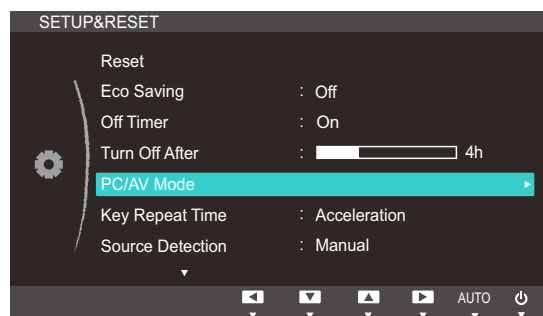 SETUP&RESET
Reset
Eco Saving : Off
Off Timer : On
Turn Off After : 4h
PC/AV Mode
Key Repeat Time : Acceleration
Source Detection : Manual
AUTO